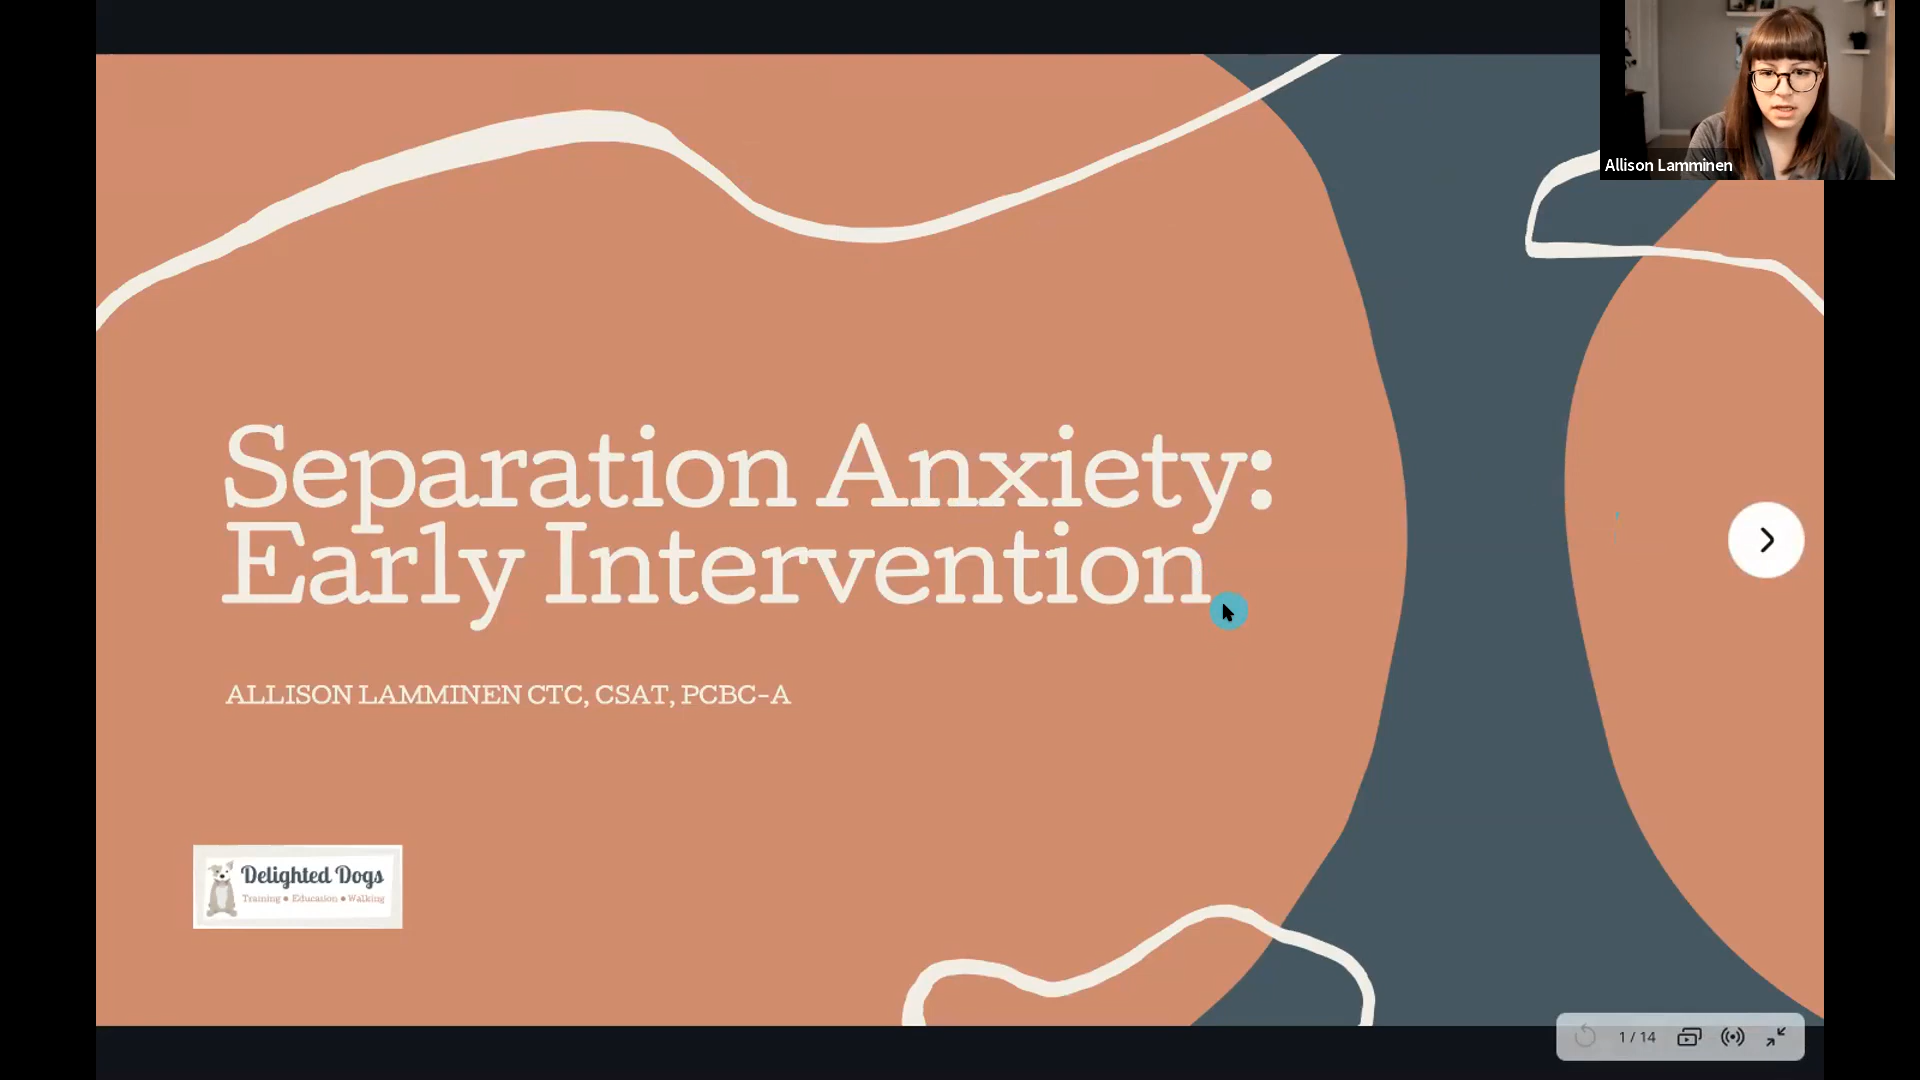 Allison Lamminen
Separation Anxiety:
Early Intervention
ALLISON LAMMINEN CTC, CSAT, PCBC-A
Delighted Dogs
Training • Education • Walking
1 / 14